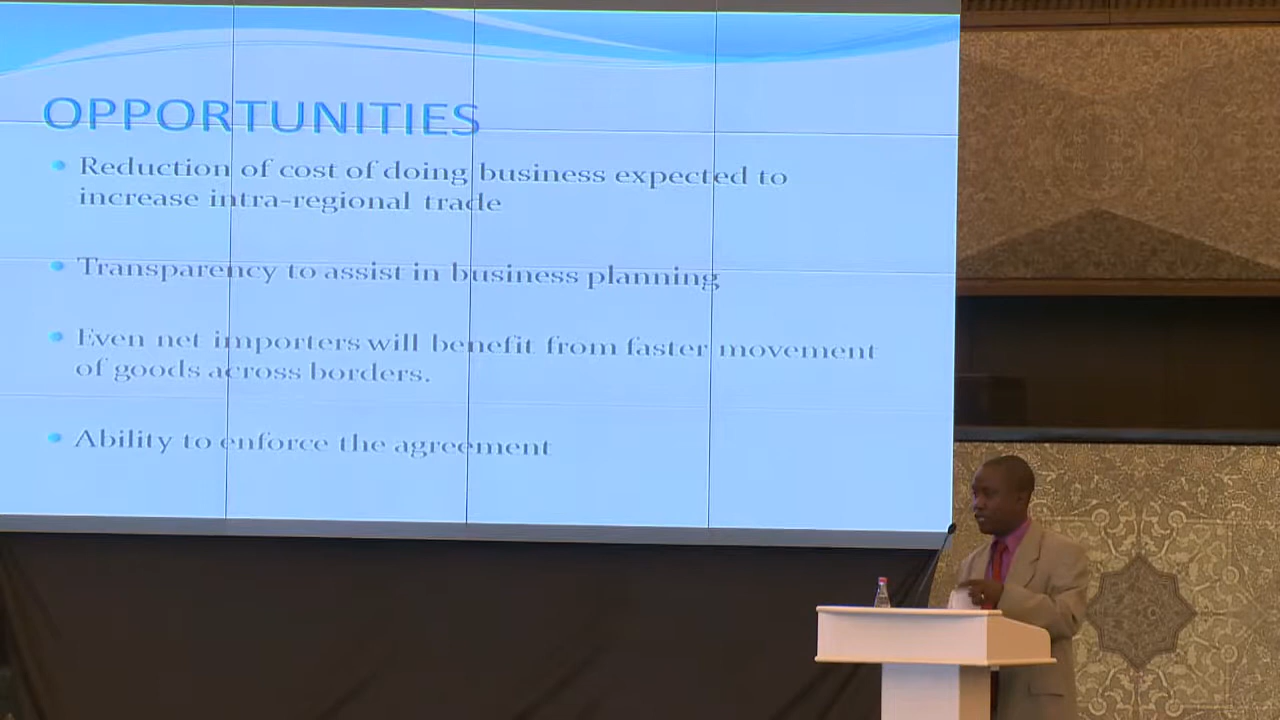 OPPORTUNITIES
Reduction of cost of doing business expected to
increase intra-regional trade
Transparency to assist in business planning
Even net importers will benefit from faster movement
of goods across borders.
Ability to enforce the agreement